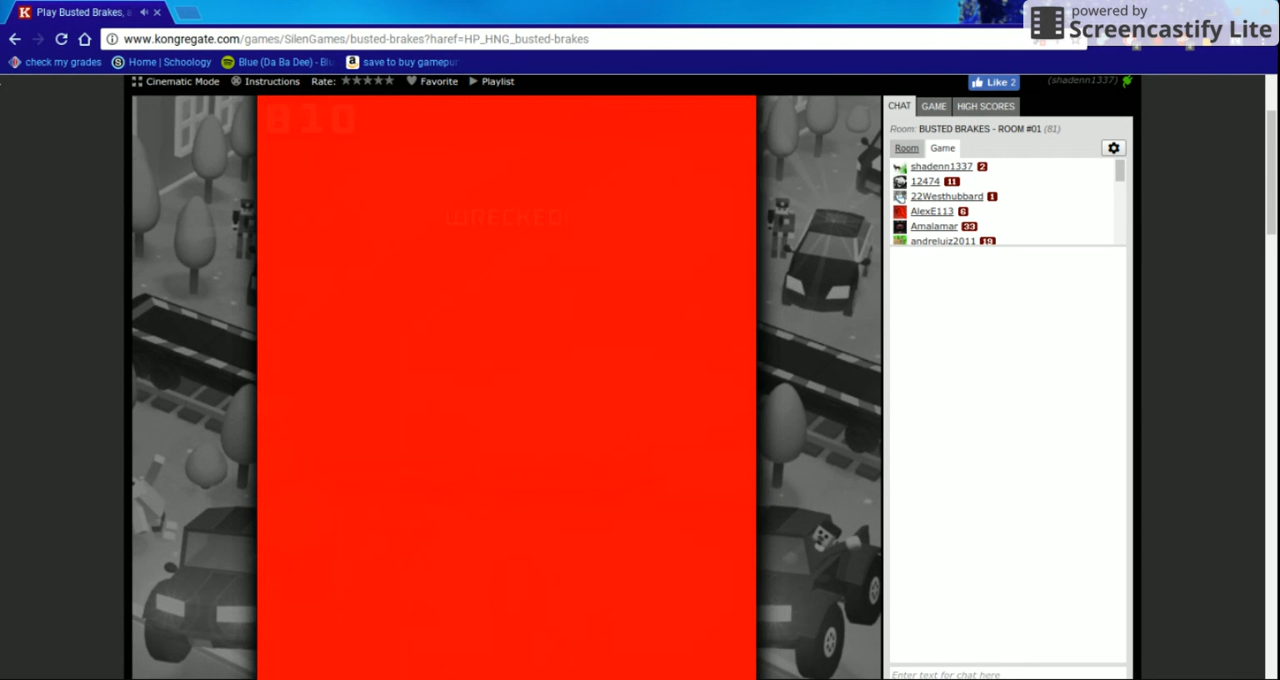 powered by
Screencastify Lite
K Play Busted Brakes, a
www.kongregate.com/games/SilenGames/busted-brakes?haref=HP_HNG_busted-brakes
check my grades Home | Schoology Blue (Da Ba Dee) - Blu save to buy gamepur
Cinematic Mode Instructions Rate: Favorite Playlist Like 2 (shadenn1337)
CHAT GAME HIGH SCORES
810
Room: BUSTED BRAKES - ROOM #01 (81)
Room Game
shadenn1337 2
12474 11
22Westhubbard 1
AlexE113 6
WRECKED!
Amalamar 33
andreluiz2011 19
Enter text for chat here